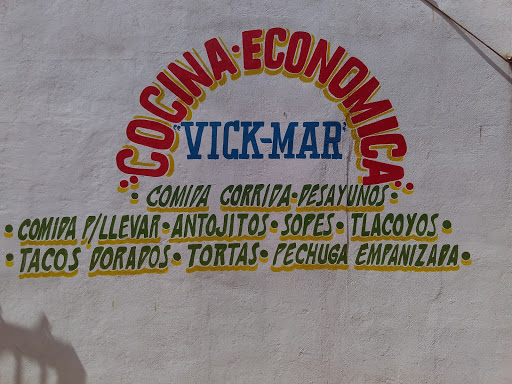 COCINA·ECONOMICA
"VICK-MAR"
COMIDA CORRIDA·DESAYUNOS·
·COMIDA P/LLEVAR·ANTOJITOS·SOPES·TLACOYOS·
·TACOS DORADOS·TORTAS·PECHUGA EMPANIZADA·